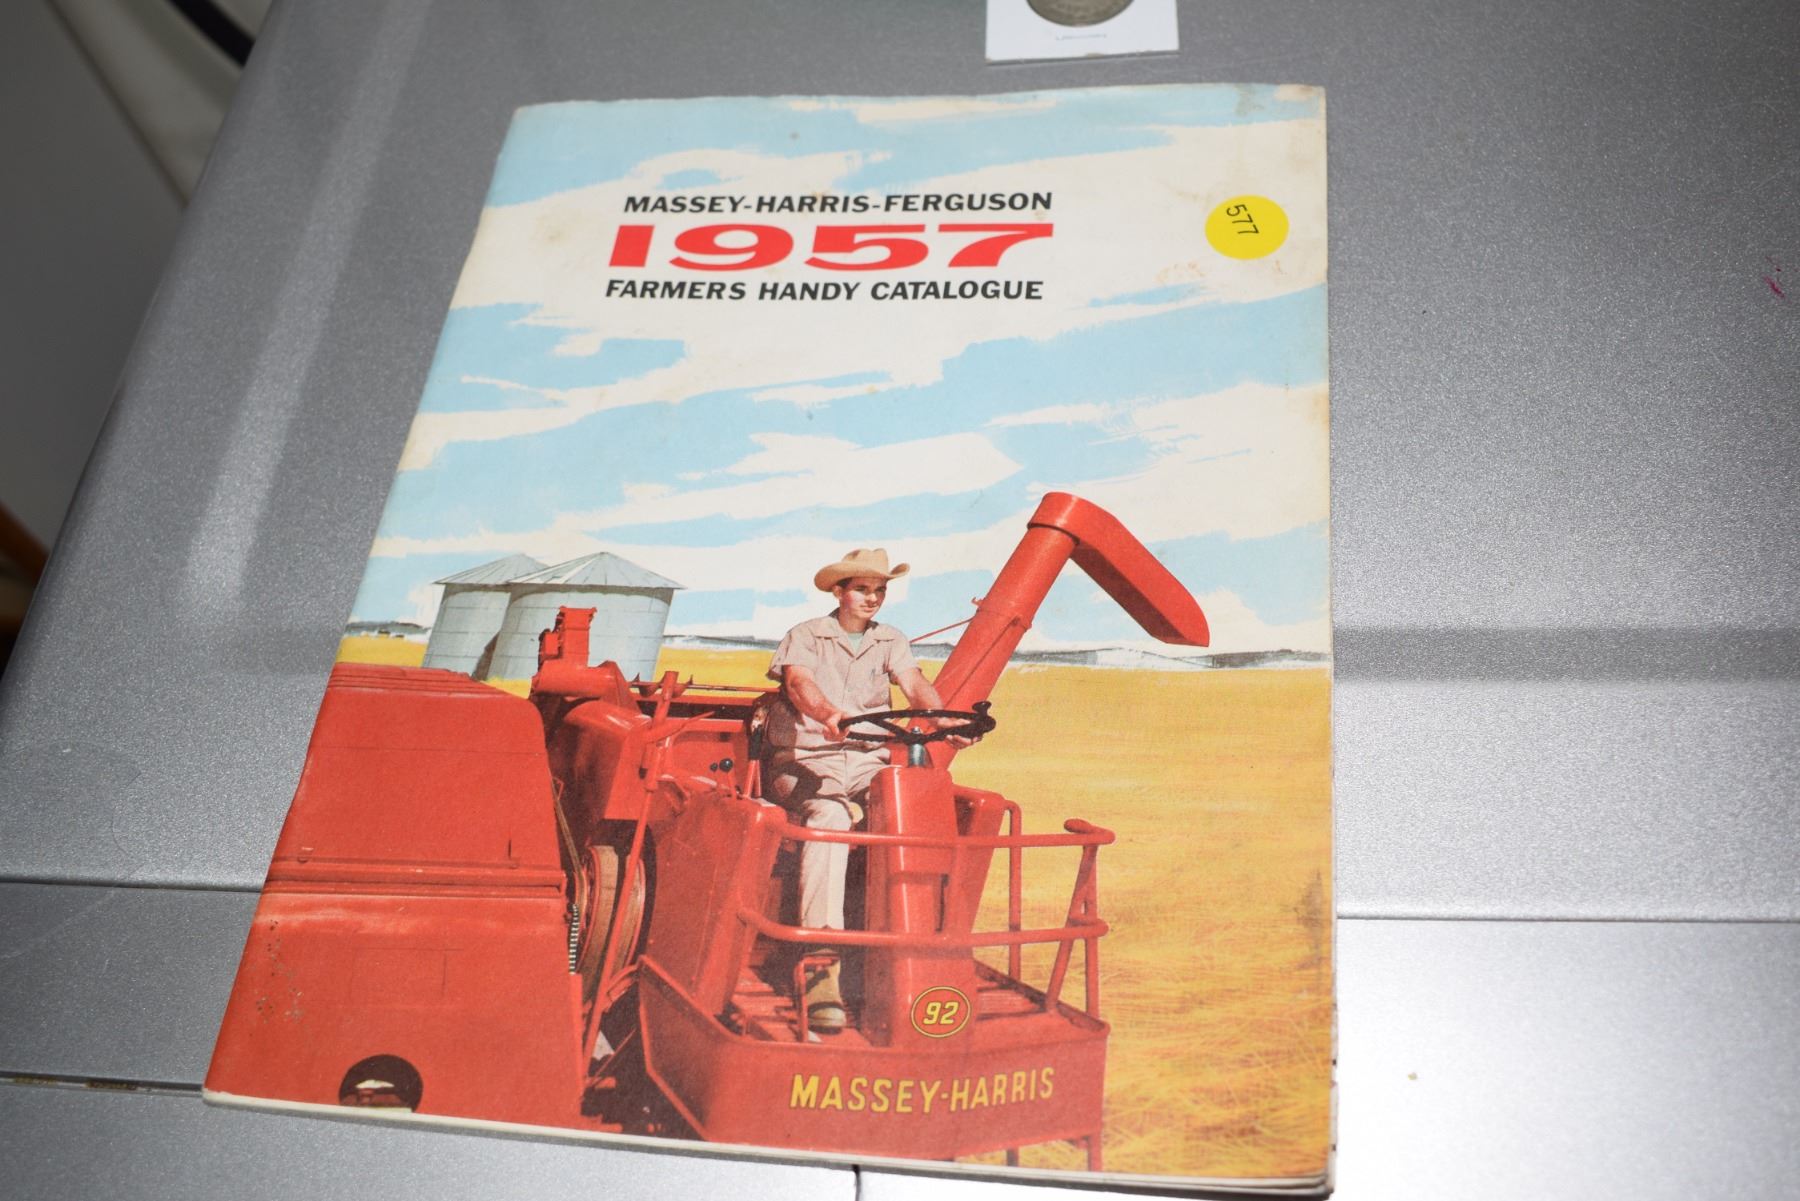 MASSEY-HARRIS-FERGUSON
1957
FARMERS HANDY CATALOGUE
577
92
MASSEY-HARRIS